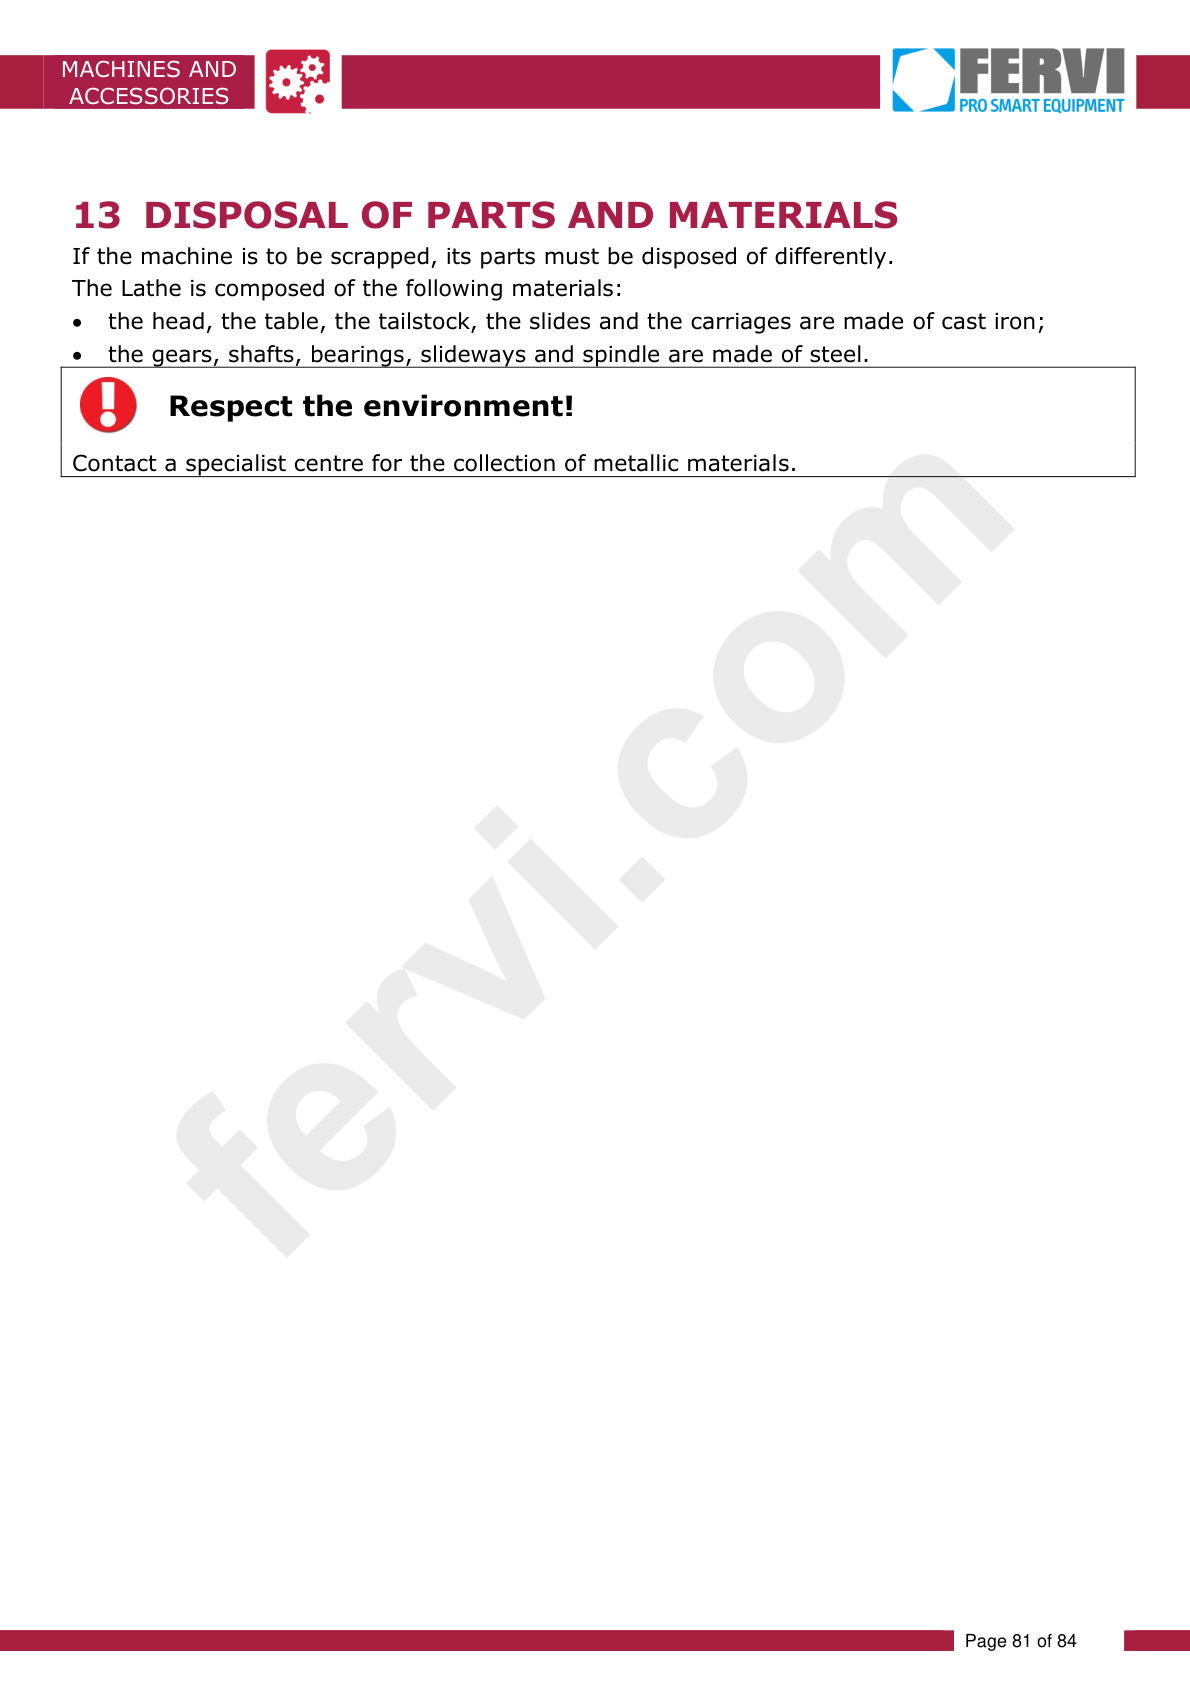 MACHINES AND
ACCESSORIES
FERVI
PRO SMART EQUIPMENT
13 DISPOSAL OF PARTS AND MATERIALS
If the machine is to be scrapped, its parts must be disposed of differently.
The Lathe is composed of the following materials:
• the head, the table, the tailstock, the slides and the carriages are made of cast iron;
• the gears, shafts, bearings, slideways and spindle are made of steel.
Respect the environment!
Contact a specialist centre for the collection of metallic materials.
fervi.com
Page 81 of 84